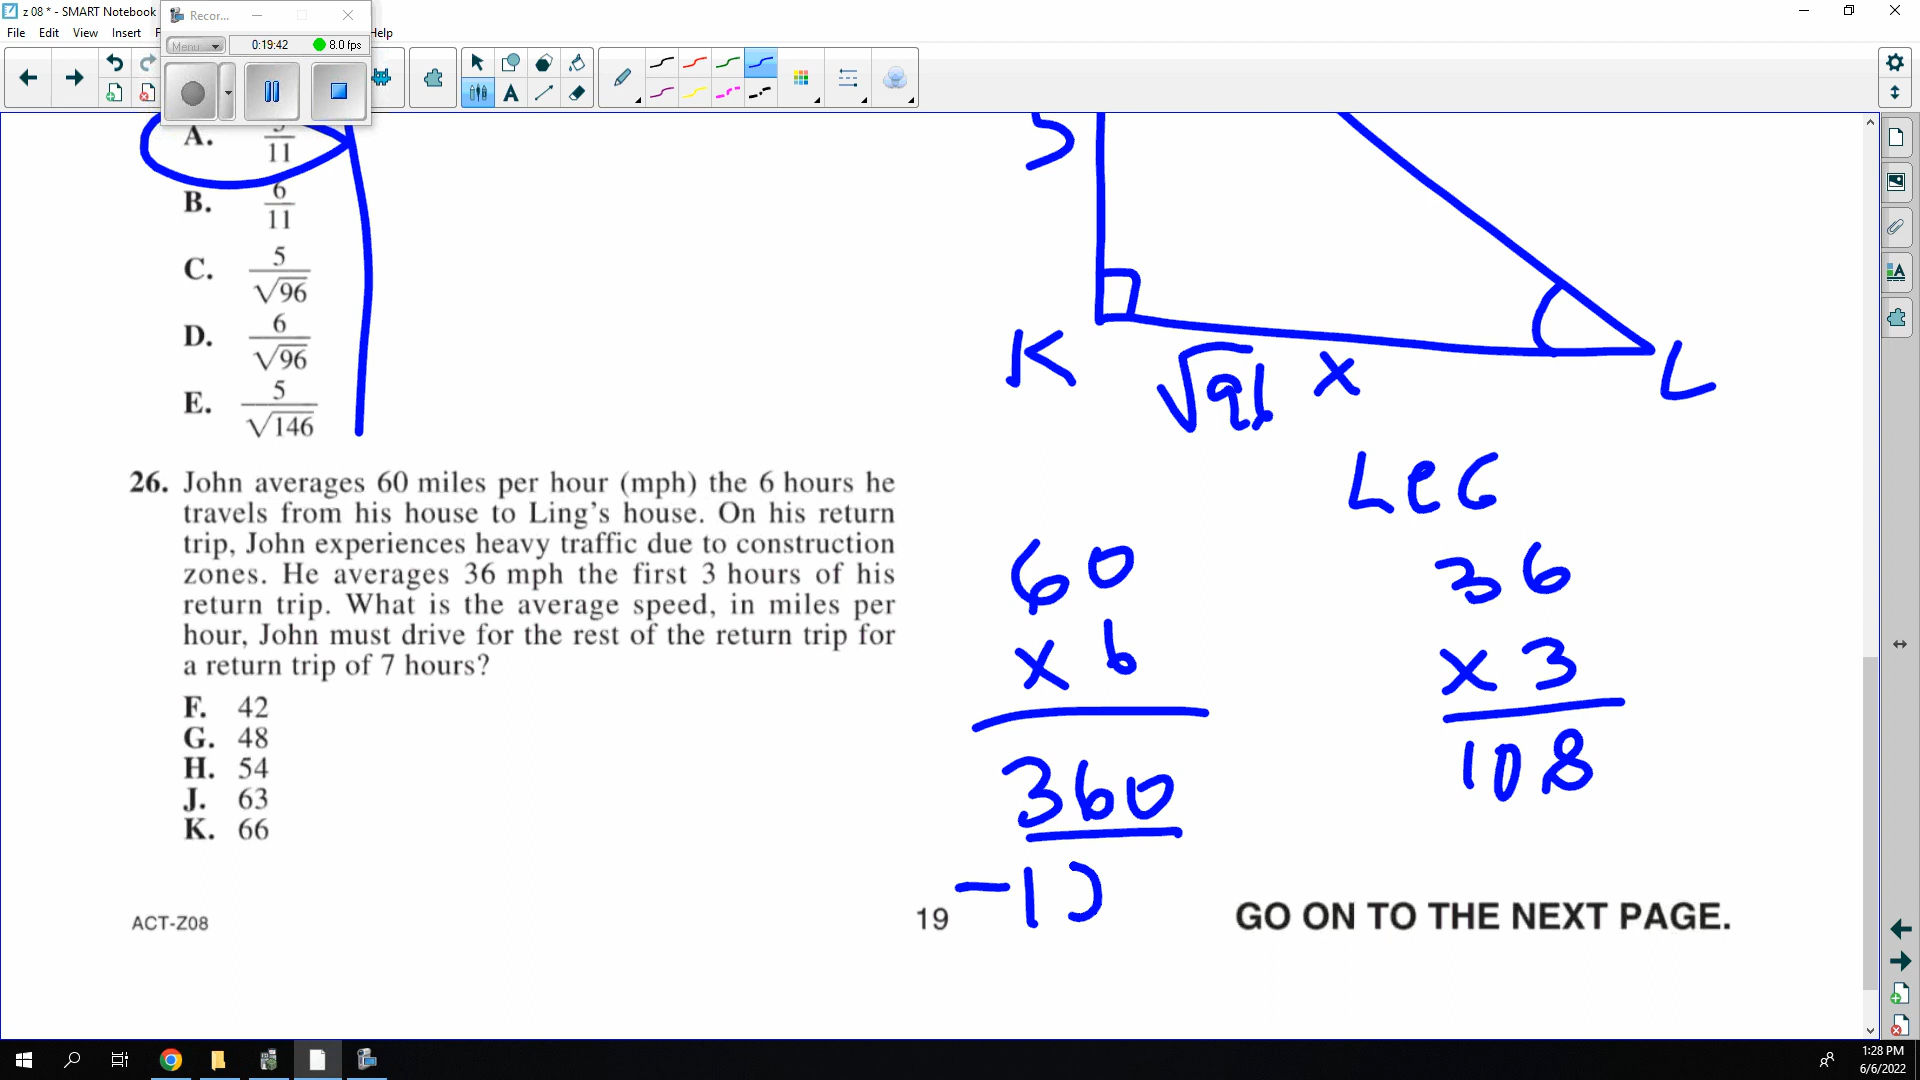 z 08 * - SMART Notebook
Recor...
File Edit View Insert F
Help
Menu
0:19:42
8.0 fps
A.
11
B. 6
11
C. 5
√96
D. 6
√96
E. 5
√146
S
K
√91 x
L
LEG
26. John averages 60 miles per hour (mph) the 6 hours he
travels from his house to Ling's house. On his return
trip, John experiences heavy traffic due to construction
zones. He averages 36 mph the first 3 hours of his
return trip. What is the average speed, in miles per
hour, John must drive for the rest of the return trip for
a return trip of 7 hours?
F. 42
G. 48
H. 54
J. 63
K. 66
60
x 6
360
-1
36
x 3
108
ACT-Z08
19
GO ON TO THE NEXT PAGE.
1:28 PM
6/6/2022